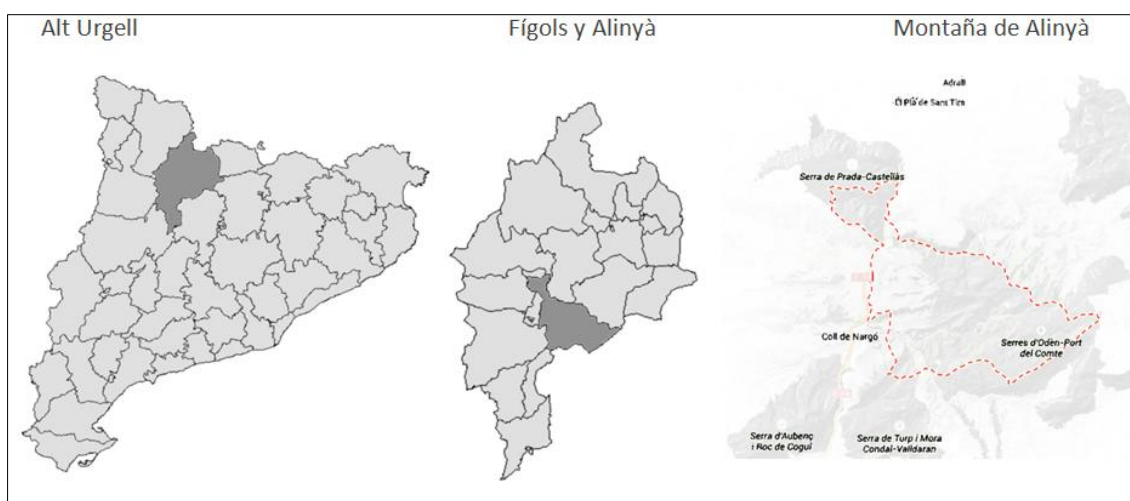 Alt Urgell
Fígols y Alinyà
Montaña de Alinyà
Adrall
El Plà de Sant Tirs
Serra de Prada-Castellàs
Coll de Nargó
Serres d'Odèn-Port
del Comte
Serra d'Aubenç
i Roc de Cogul
Serra de Turp i Mora
Condal-Valldaran